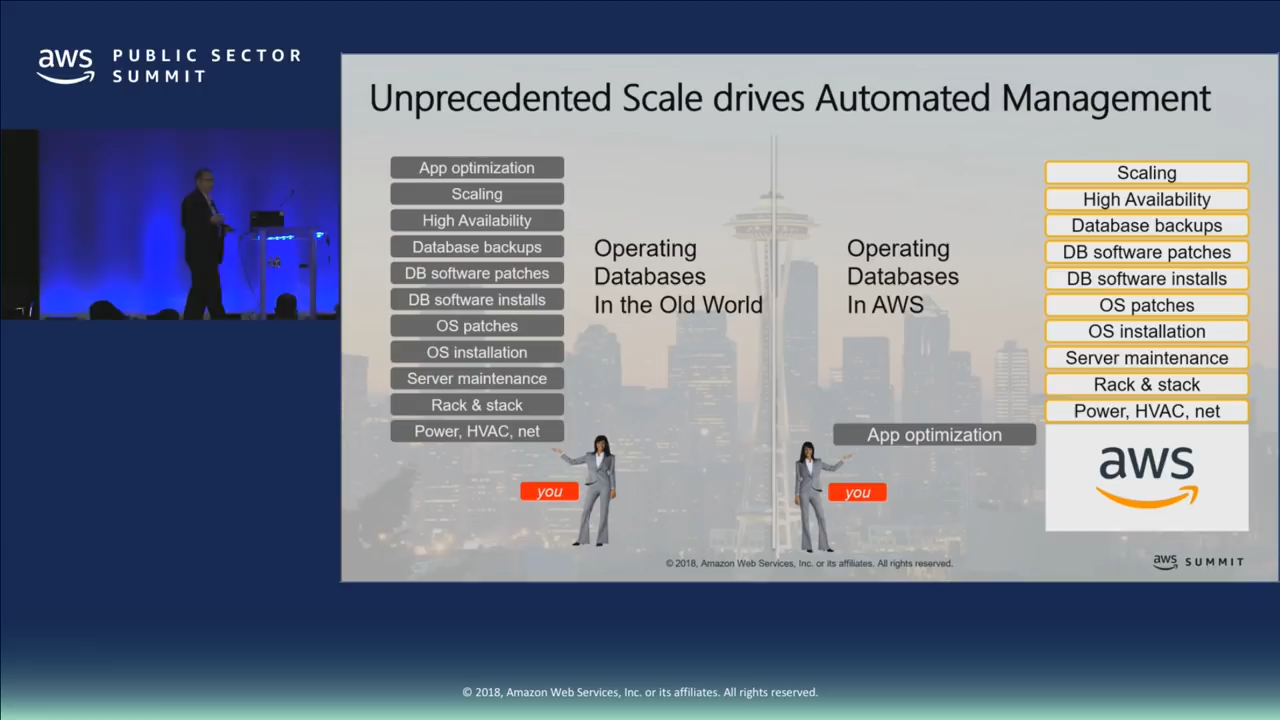 aws PUBLIC SECTOR
SUMMIT
Unprecedented Scale drives Automated Management
App optimization
Scaling
High Availability
Database backups
DB software patches
DB software installs
OS patches
OS installation
Server maintenance
Rack & stack
Power, HVAC, net
you
Operating
Databases
In the Old World
Operating
Databases
In AWS
you
App optimization
Scaling
High Availability
Database backups
DB software patches
DB software installs
OS patches
OS installation
Server maintenance
Rack & stack
Power, HVAC, net
aws
© 2018, Amazon Web Services, Inc. or its affiliates. All rights reserved.
aws SUMMIT
© 2018, Amazon Web Services, Inc. or its affiliates. All rights reserved.